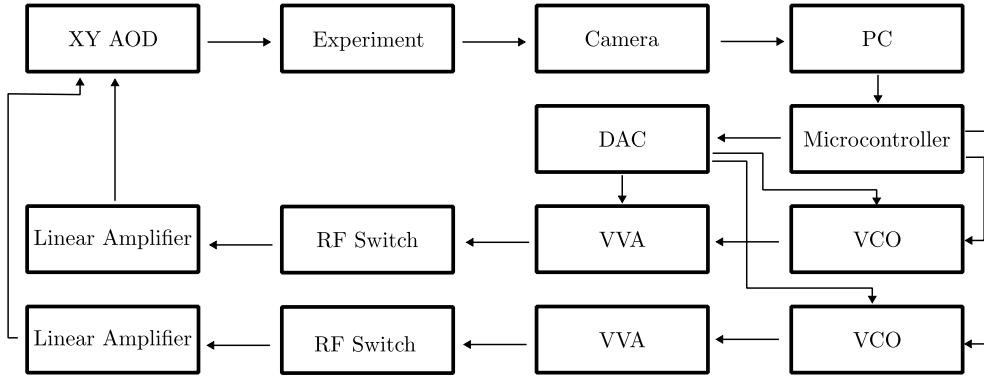 XY AOD
Experiment
Camera
PC
DAC
Microcontroller
Linear Amplifier
RF Switch
VVA
VCO
Linear Amplifier
RF Switch
VVA
VCO